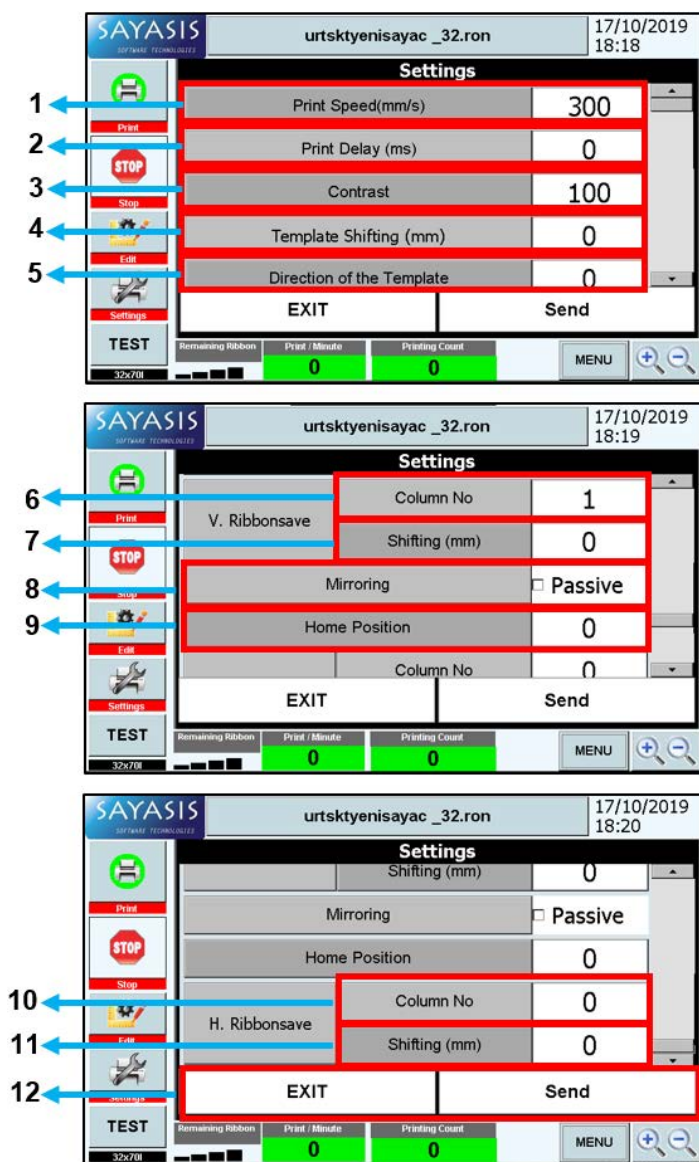 SAYASIS
SOFTWARE TECHNOLOGIES
urtsktyenisayac _32.ron
17/10/2019
18:18
Settings
1
Print Speed(mm/s) 300
Print
2
Print Delay (ms) 0
STOP
3
Contrast 100
Stop
4
Template Shifting (mm) 0
Edit
5
Direction of the Template 0
Settings
EXIT Send
TEST
Remaining Ribbon Print / Minute Printing Count
0 0
MENU
32x70I
SAYASIS
SOFTWARE TECHNOLOGIES
urtsktyenisayac _32.ron
17/10/2019
18:19
Settings
6
V. Ribbonsave Column No 1
Print
7
Shifting (mm) 0
STOP
8
Mirroring Passive
Stop
9
Home Position 0
Edit
Column No 0
Settings
EXIT Send
TEST
Remaining Ribbon Print / Minute Printing Count
0 0
MENU
32x70I
SAYASIS
SOFTWARE TECHNOLOGIES
urtsktyenisayac _32.ron
17/10/2019
18:20
Settings
Shifting (mm) 0
Print
Mirroring Passive
STOP
Home Position 0
Stop
10
H. Ribbonsave Column No 0
11
Shifting (mm) 0
Edit
12
EXIT Send
Settings
TEST
Remaining Ribbon Print / Minute Printing Count
0 0
MENU
32x70I